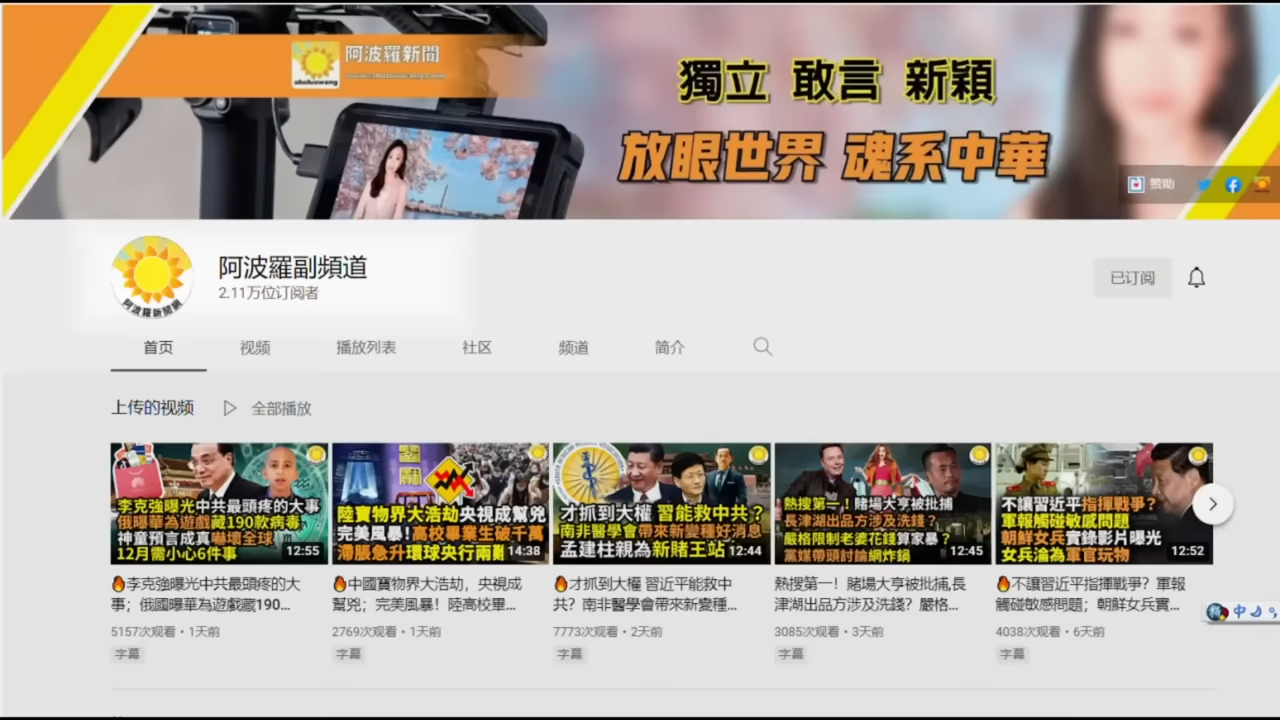 阿波羅新聞
aboluowang
獨立 敢言 新穎
放眼世界 魂系中華
赞助
阿波羅新聞網
阿波羅副頻道
2.11万位订阅者
已订阅
首页
视频
播放列表
社区
频道
简介
上传的视频
全部播放
李克強曝光中共最頭疼的大事
俄曝華為遊戲藏190款病毒
神童預言成真嚇壞全球
12月需小心6件事
12:55
陸寶物界大浩劫央視成幫兇
完美風暴!高校畢業生破千萬
滯脹急升環球央行兩難
14:38
才抓到大權 習能救中共?
南非醫學會帶來新變種好消息
孟建柱親為新賭王站
12:44
熱搜第一!賭場大亨被批捕
長津湖出品方涉及洗錢?
嚴格限制老婆花錢算家暴?
黨媒帶頭討論網炸鍋
12:45
不讓習近平指揮戰爭?
軍報觸碰敏感問題
朝鮮女兵實錄影片曝光
女兵淪為軍官玩物
12:52
🔥李克強曝光中共最頭疼的大
事;俄國曝華為遊戲藏190...
5157次观看・1天前
字幕
🔥中國寶物界大浩劫,央視成
幫兇;完美風暴!陸高校畢...
2769次观看・1天前
字幕
🔥才抓到大權 習近平能救中
共?南非醫學會帶來新變種...
7773次观看・2天前
字幕
熱搜第一!賭場大亨被批捕,長
津湖出品方涉及洗錢?嚴格...
3085次观看・3天前
字幕
🔥不讓習近平指揮戰爭?軍報
觸碰敏感問題;朝鮮女兵實...
4038次观看・6天前
字幕
中